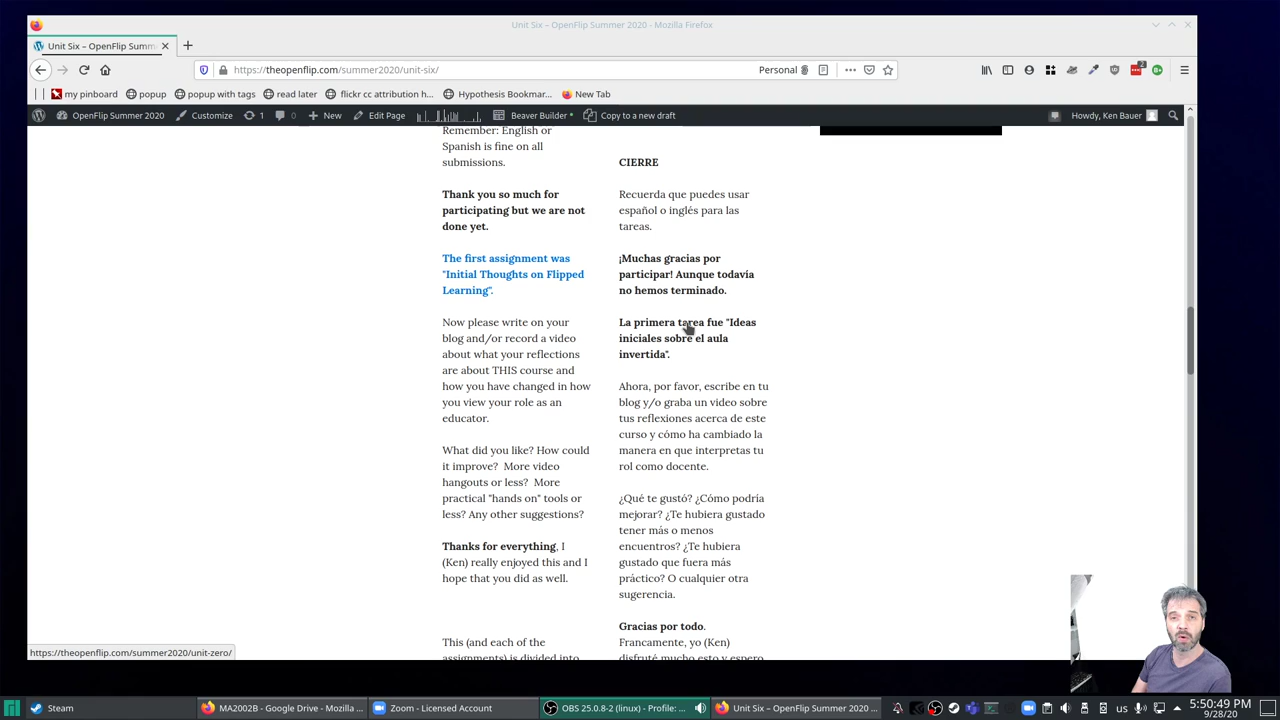 Unit Six – OpenFlip Summer 2020 - Mozilla Firefox
Unit Six – OpenFlip Summ
https://theopenflip.com/summer2020/unit-six/
Personal
my pinboard
popup
popup with tags
read later
flickr cc attribution h...
Hypothesis Bookmar...
New Tab
OpenFlip Summer 2020
Customize
1
0
New
Edit Page
Beaver Builder
Copy to a new draft
Howdy, Ken Bauer
Remember: English or
Spanish is fine on all
submissions.
Thank you so much for
participating but we are not
done yet.
The first assignment was
"Initial Thoughts on Flipped
Learning".
Now please write on your
blog and/or record a video
about what your reflections
are about THIS course and
how you have changed in how
you view your role as an
educator.
What did you like? How could
it improve? More video
hangouts or less? More
practical "hands on" tools or
less? Any other suggestions?
Thanks for everything, I
(Ken) really enjoyed this and I
hope that you did as well.
This (and each of the
assignments) is divided into
CIERRE
Recuerda que puedes usar
español o inglés para las
tareas.
¡Muchas gracias por
participar! Aunque todavía
no hemos terminado.
La primera tarea fue "Ideas
iniciales sobre el aula
invertida".
Ahora, por favor, escribe en tu
blog y/o graba un video sobre
tus reflexiones acerca de este
curso y cómo ha cambiado la
manera en que interpretas tu
rol como docente.
¿Qué te gustó? ¿Cómo podría
mejorar? ¿Te hubiera gustado
tener más o menos
encuentros? ¿Te hubiera
gustado que fuera más
práctico? O cualquier otra
sugerencia.
Gracias por todo.
Francamente, yo (Ken)
disfruté mucho esto y espero
https://theopenflip.com/summer2020/unit-zero/
Steam
MA2002B - Google Drive - Mozilla ...
Zoom - Licensed Account
OBS 25.0.8-2 (linux) - Profile: ...
Unit Six – OpenFlip Summer 2020 ...
us
5:50:49 PM
9/28/20